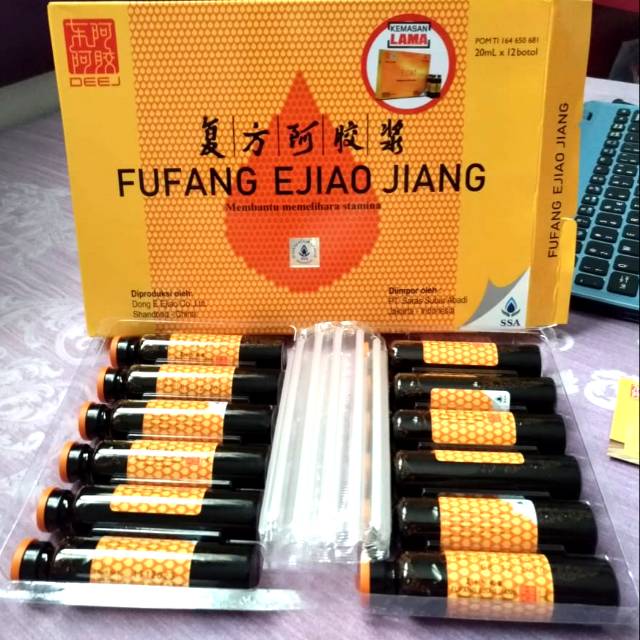 东阿
阿胶
DEEJ
KEMASAN
LAMA
POM TI 164 650 681
20mL x 12 botol
复方阿胶浆
FUFANG EJIAO JIANG
Membantu memelihara stamina
Diproduksi oleh:
Dong E Ejiao Co.,Ltd.
Shandong - China
Diimpor oleh :
PT. Saras Subur Abadi
Jakarta - Indonesia
SSA
FUFANG EJIAO JIANG